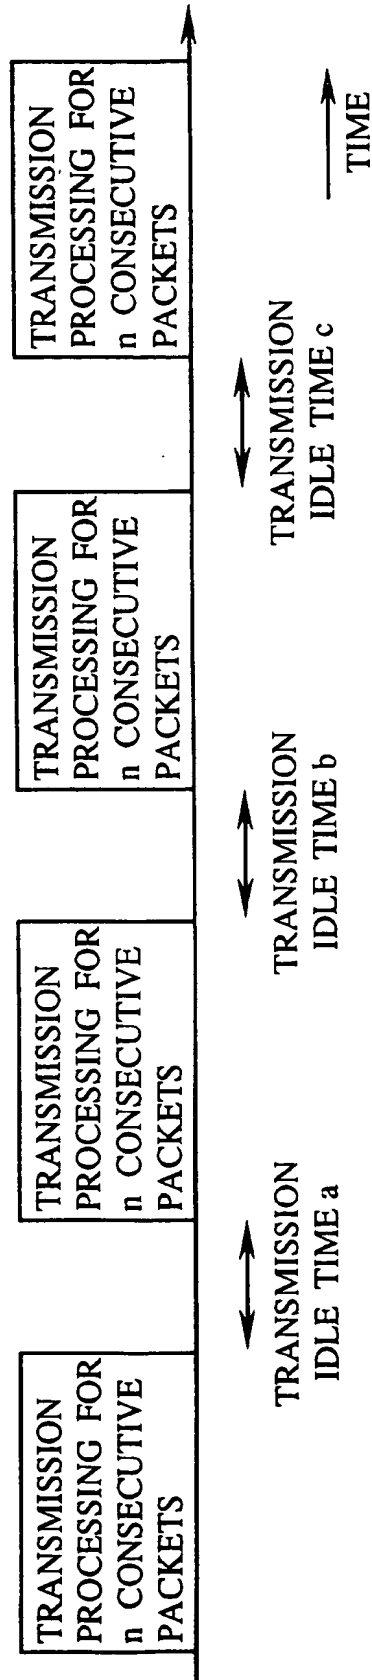 TRANSMISSION
PROCESSING FOR
n CONSECUTIVE
PACKETS
TRANSMISSION
IDLE TIME a
TRANSMISSION
PROCESSING FOR
n CONSECUTIVE
PACKETS
TRANSMISSION
IDLE TIME b
TRANSMISSION
PROCESSING FOR
n CONSECUTIVE
PACKETS
TRANSMISSION
IDLE TIME c
TRANSMISSION
PROCESSING FOR
n CONSECUTIVE
PACKETS
TIME